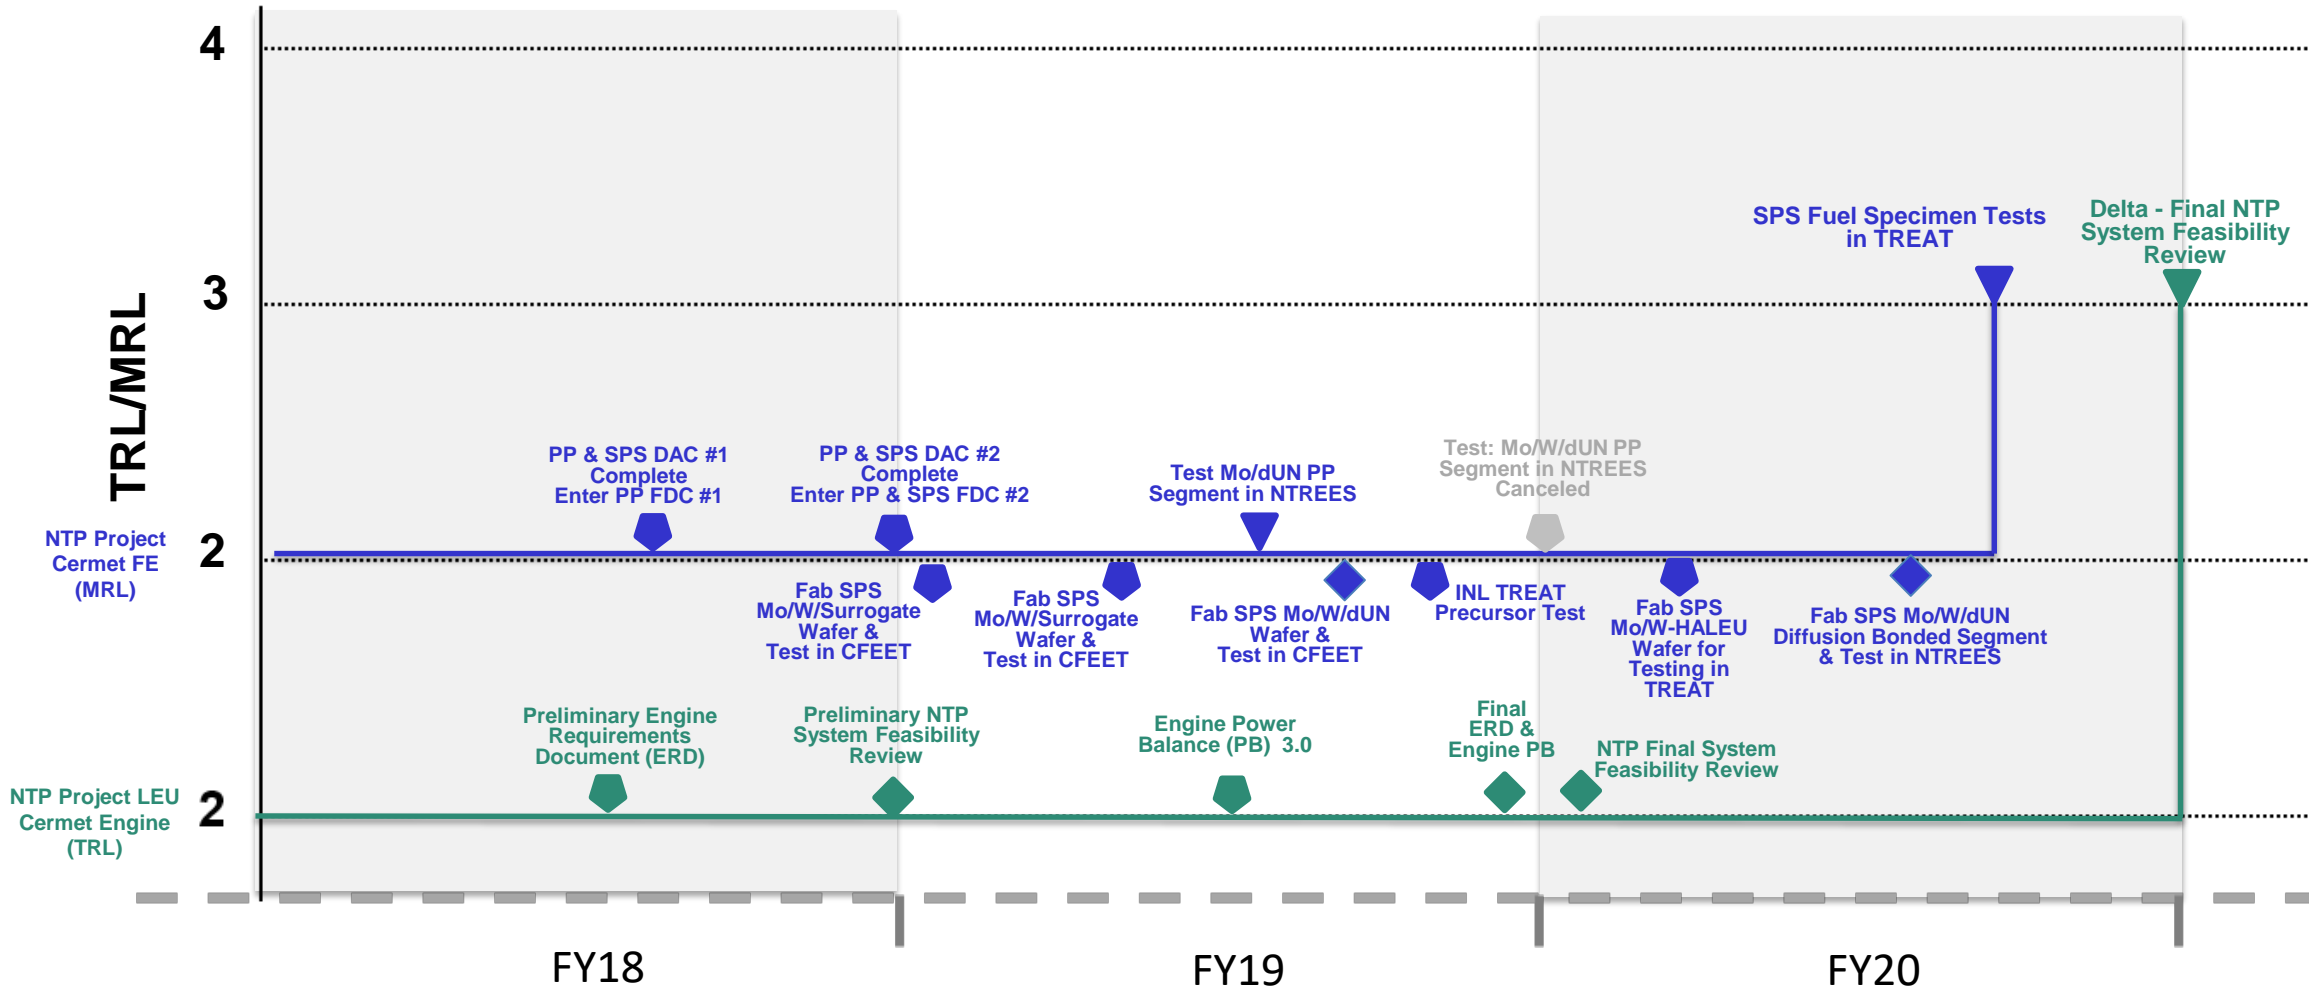 4
3
TRL/MRL
2
2
NTP Project
Cermet FE
(MRL)
NTP Project LEU
Cermet Engine
(TRL)
SPS Fuel Specimen Tests
in TREAT
Delta - Final NTP
System Feasibility
Review
PP & SPS DAC #1
Complete
Enter PP FDC #1
PP & SPS DAC #2
Complete
Enter PP & SPS FDC #2
Test Mo/dUN PP
Segment in NTREES
Test: Mo/W/dUN PP
Segment in NTREES
Canceled
Fab SPS
Mo/W/Surrogate
Wafer &
Test in CFEET
Fab SPS
Mo/W/Surrogate
Wafer &
Test in CFEET
Fab SPS Mo/W/dUN
Wafer &
Test in CFEET
INL TREAT
Precursor Test
Fab SPS
Mo/W-HALEU
Wafer for
Testing in
TREAT
Fab SPS Mo/W/dUN
Diffusion Bonded Segment
& Test in NTREES
Preliminary Engine
Requirements
Document (ERD)
Preliminary NTP
System Feasibility
Review
Engine Power
Balance (PB) 3.0
Final
ERD &
Engine PB
NTP Final System
Feasibility Review
FY18
FY19
FY20